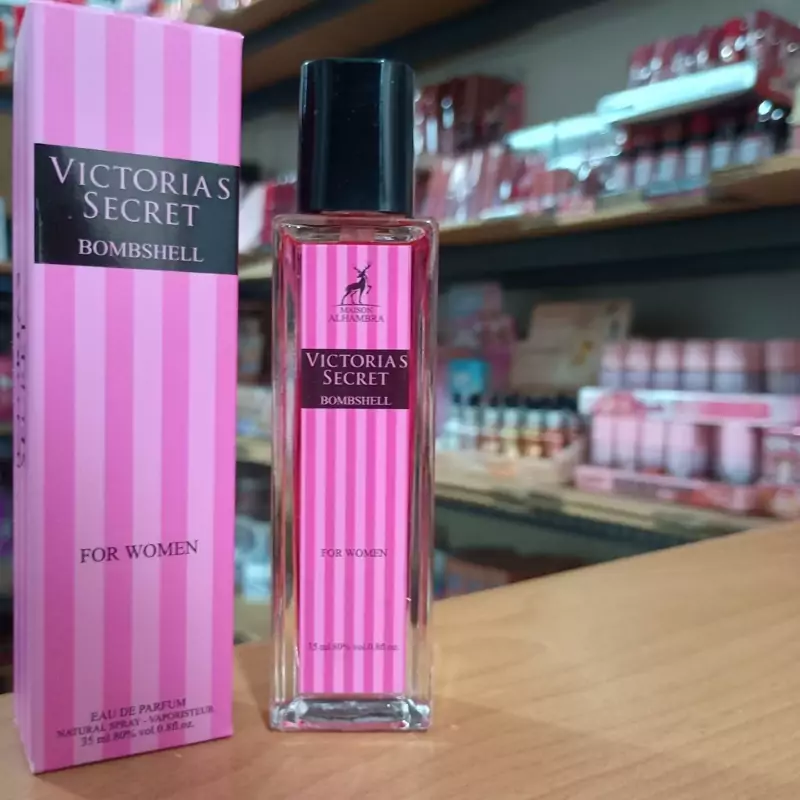 VICTORIAS
SECRET
BOMBSHELL
FOR WOMEN
EAU DE PARFUM
NATURAL SPRAY - VAPORISTEUR
35 ml 80% vol 0.8fl.oz.
MAISON
ALHAMBRA
VICTORIAS
SECRET
BOMBSHELL
FOR WOMEN
35 ml 80% vol 0.8fl.oz.